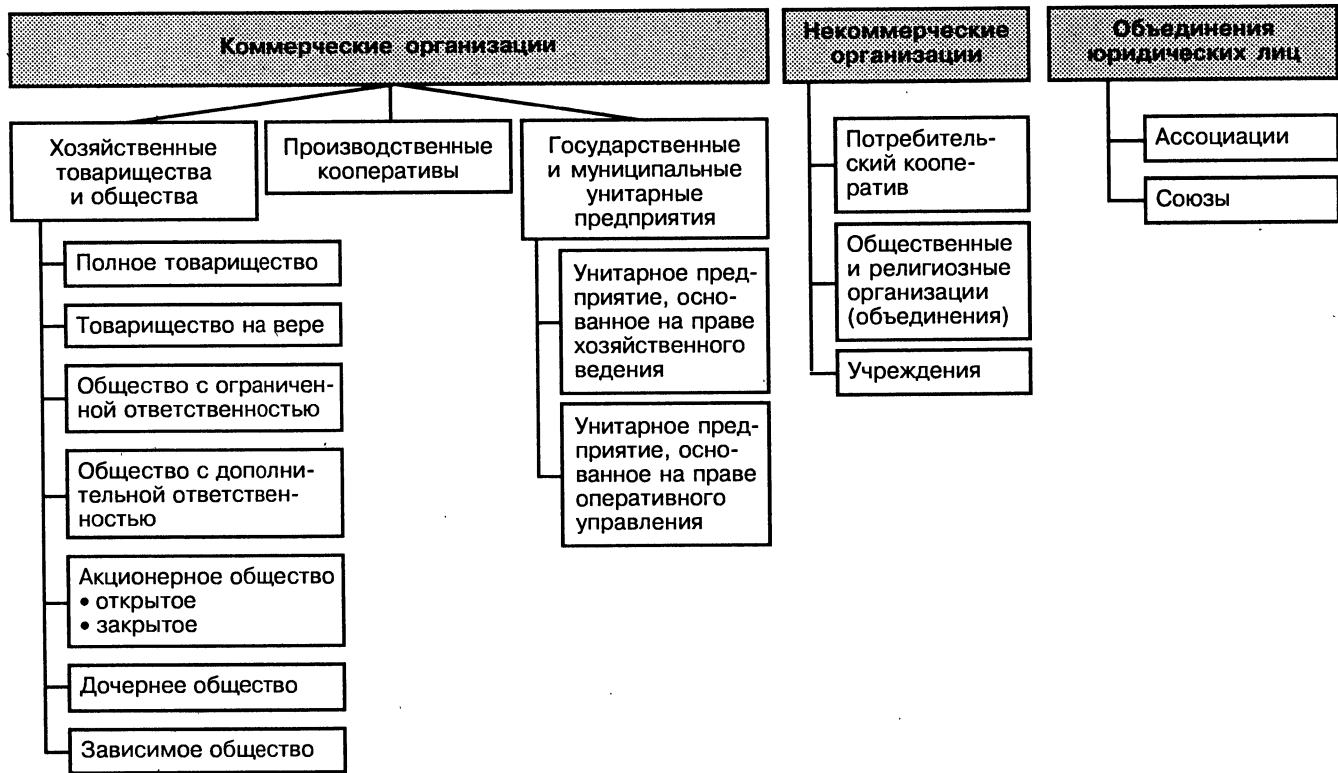 Коммерческие организации
Некоммерческие
организации
Объединения
юридических лиц
Хозяйственные
товарищества
и общества
Производственные
кооперативы
Государственные
и муниципальные
унитарные
предприятия
Полное товарищество
Товарищество на вере
Общество с ограничен-
ной ответственностью
Общество с дополни-
тельной ответствен-
ностью
Акционерное общество
• открытое
• закрытое
Дочернее общество
Зависимое общество
Унитарное пред-
приятие, осно-
ванное на праве
хозяйственного
ведения
Унитарное пред-
приятие, осно-
ванное на праве
оперативного
управления
Потребитель-
ский коопе-
ратив
Общественные
и религиозные
организации
(объединения)
Учреждения
Ассоциации
Союзы